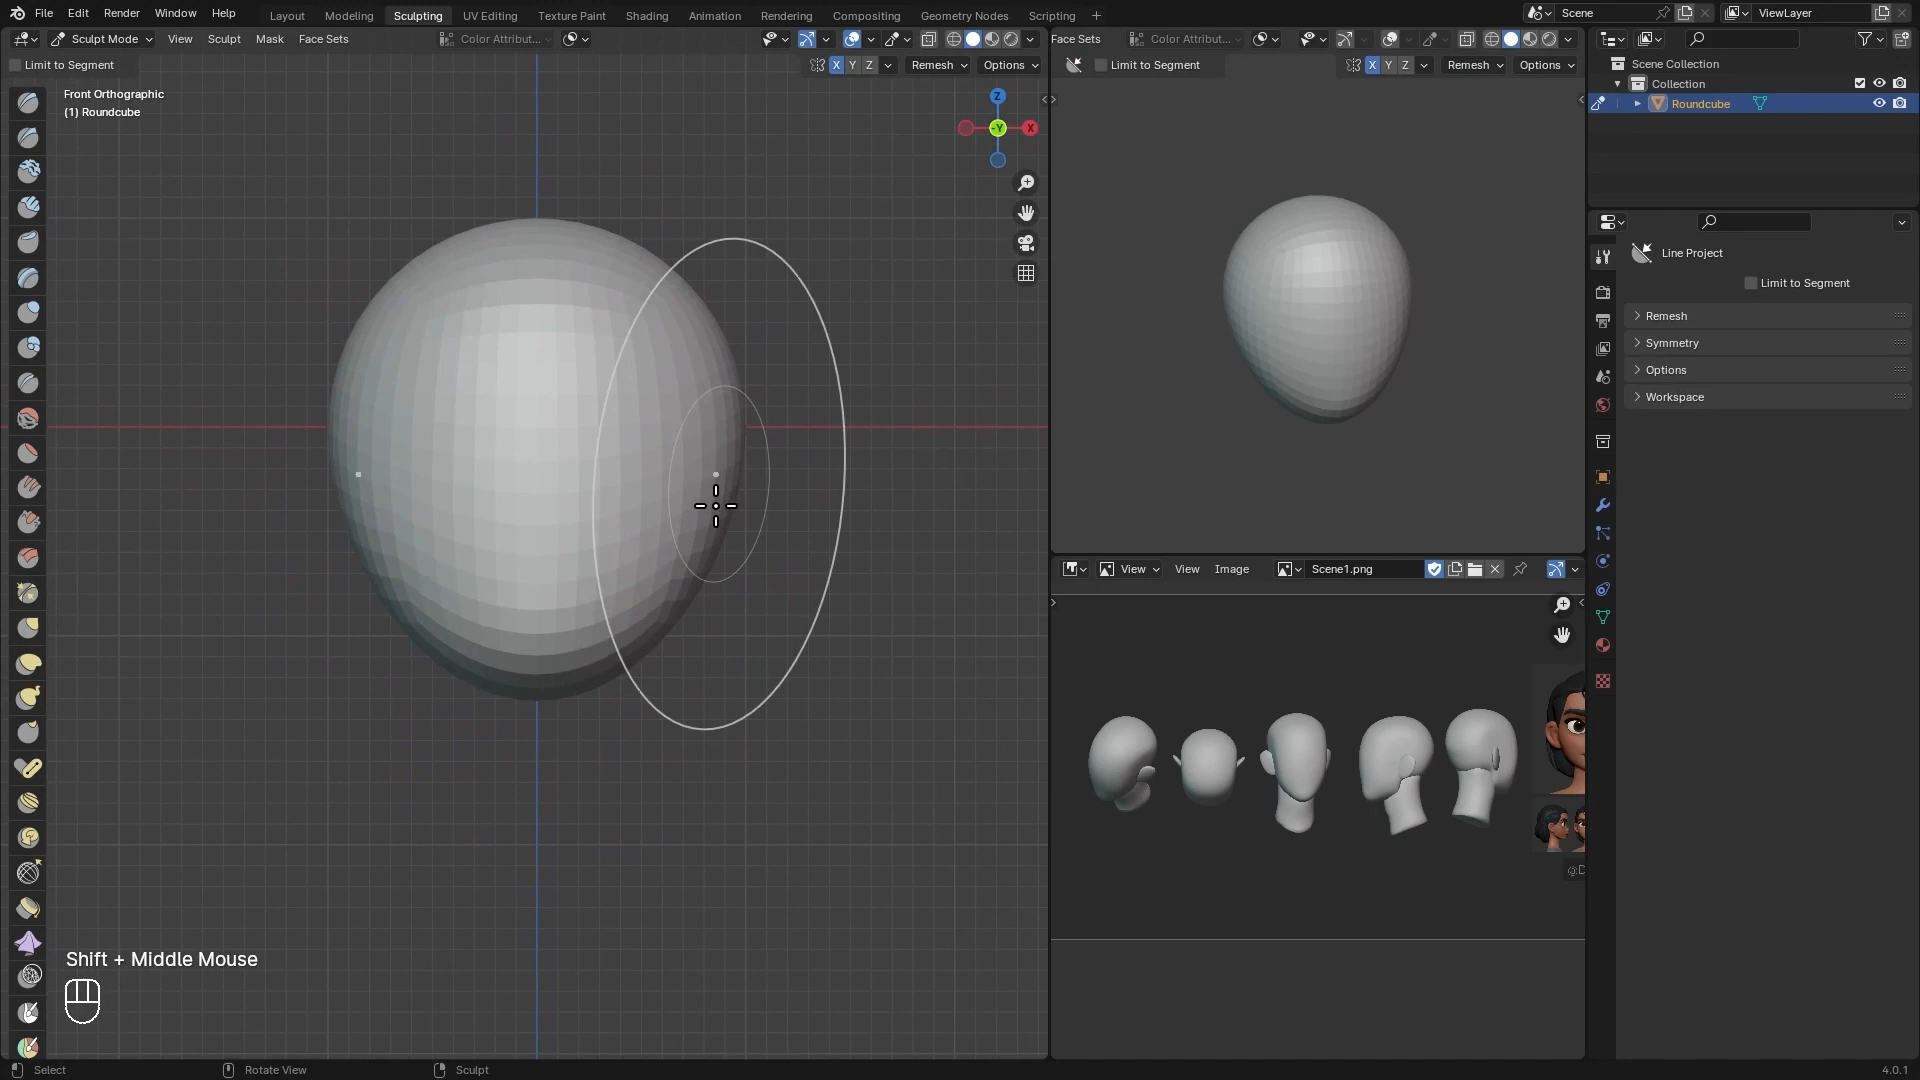 File Edit Render Window Help
Layout Modeling Sculpting UV Editing Texture Paint Shading Animation Rendering Compositing Geometry Nodes Scripting +
Scene
ViewLayer
Sculpt Mode View Sculpt Mask Face Sets Color Attribut...
Limit to Segment X Y Z Remesh Options
Front Orthographic
(1) Roundcube
Z
-Y
X
Face Sets Color Attribut...
Limit to Segment X Y Z Remesh Options
View View Image Scene1.png
Scene Collection
Collection
Roundcube
Line Project
Limit to Segment
Remesh
Symmetry
Options
Workspace
Shift + Middle Mouse
Select Rotate View Sculpt 4.0.1